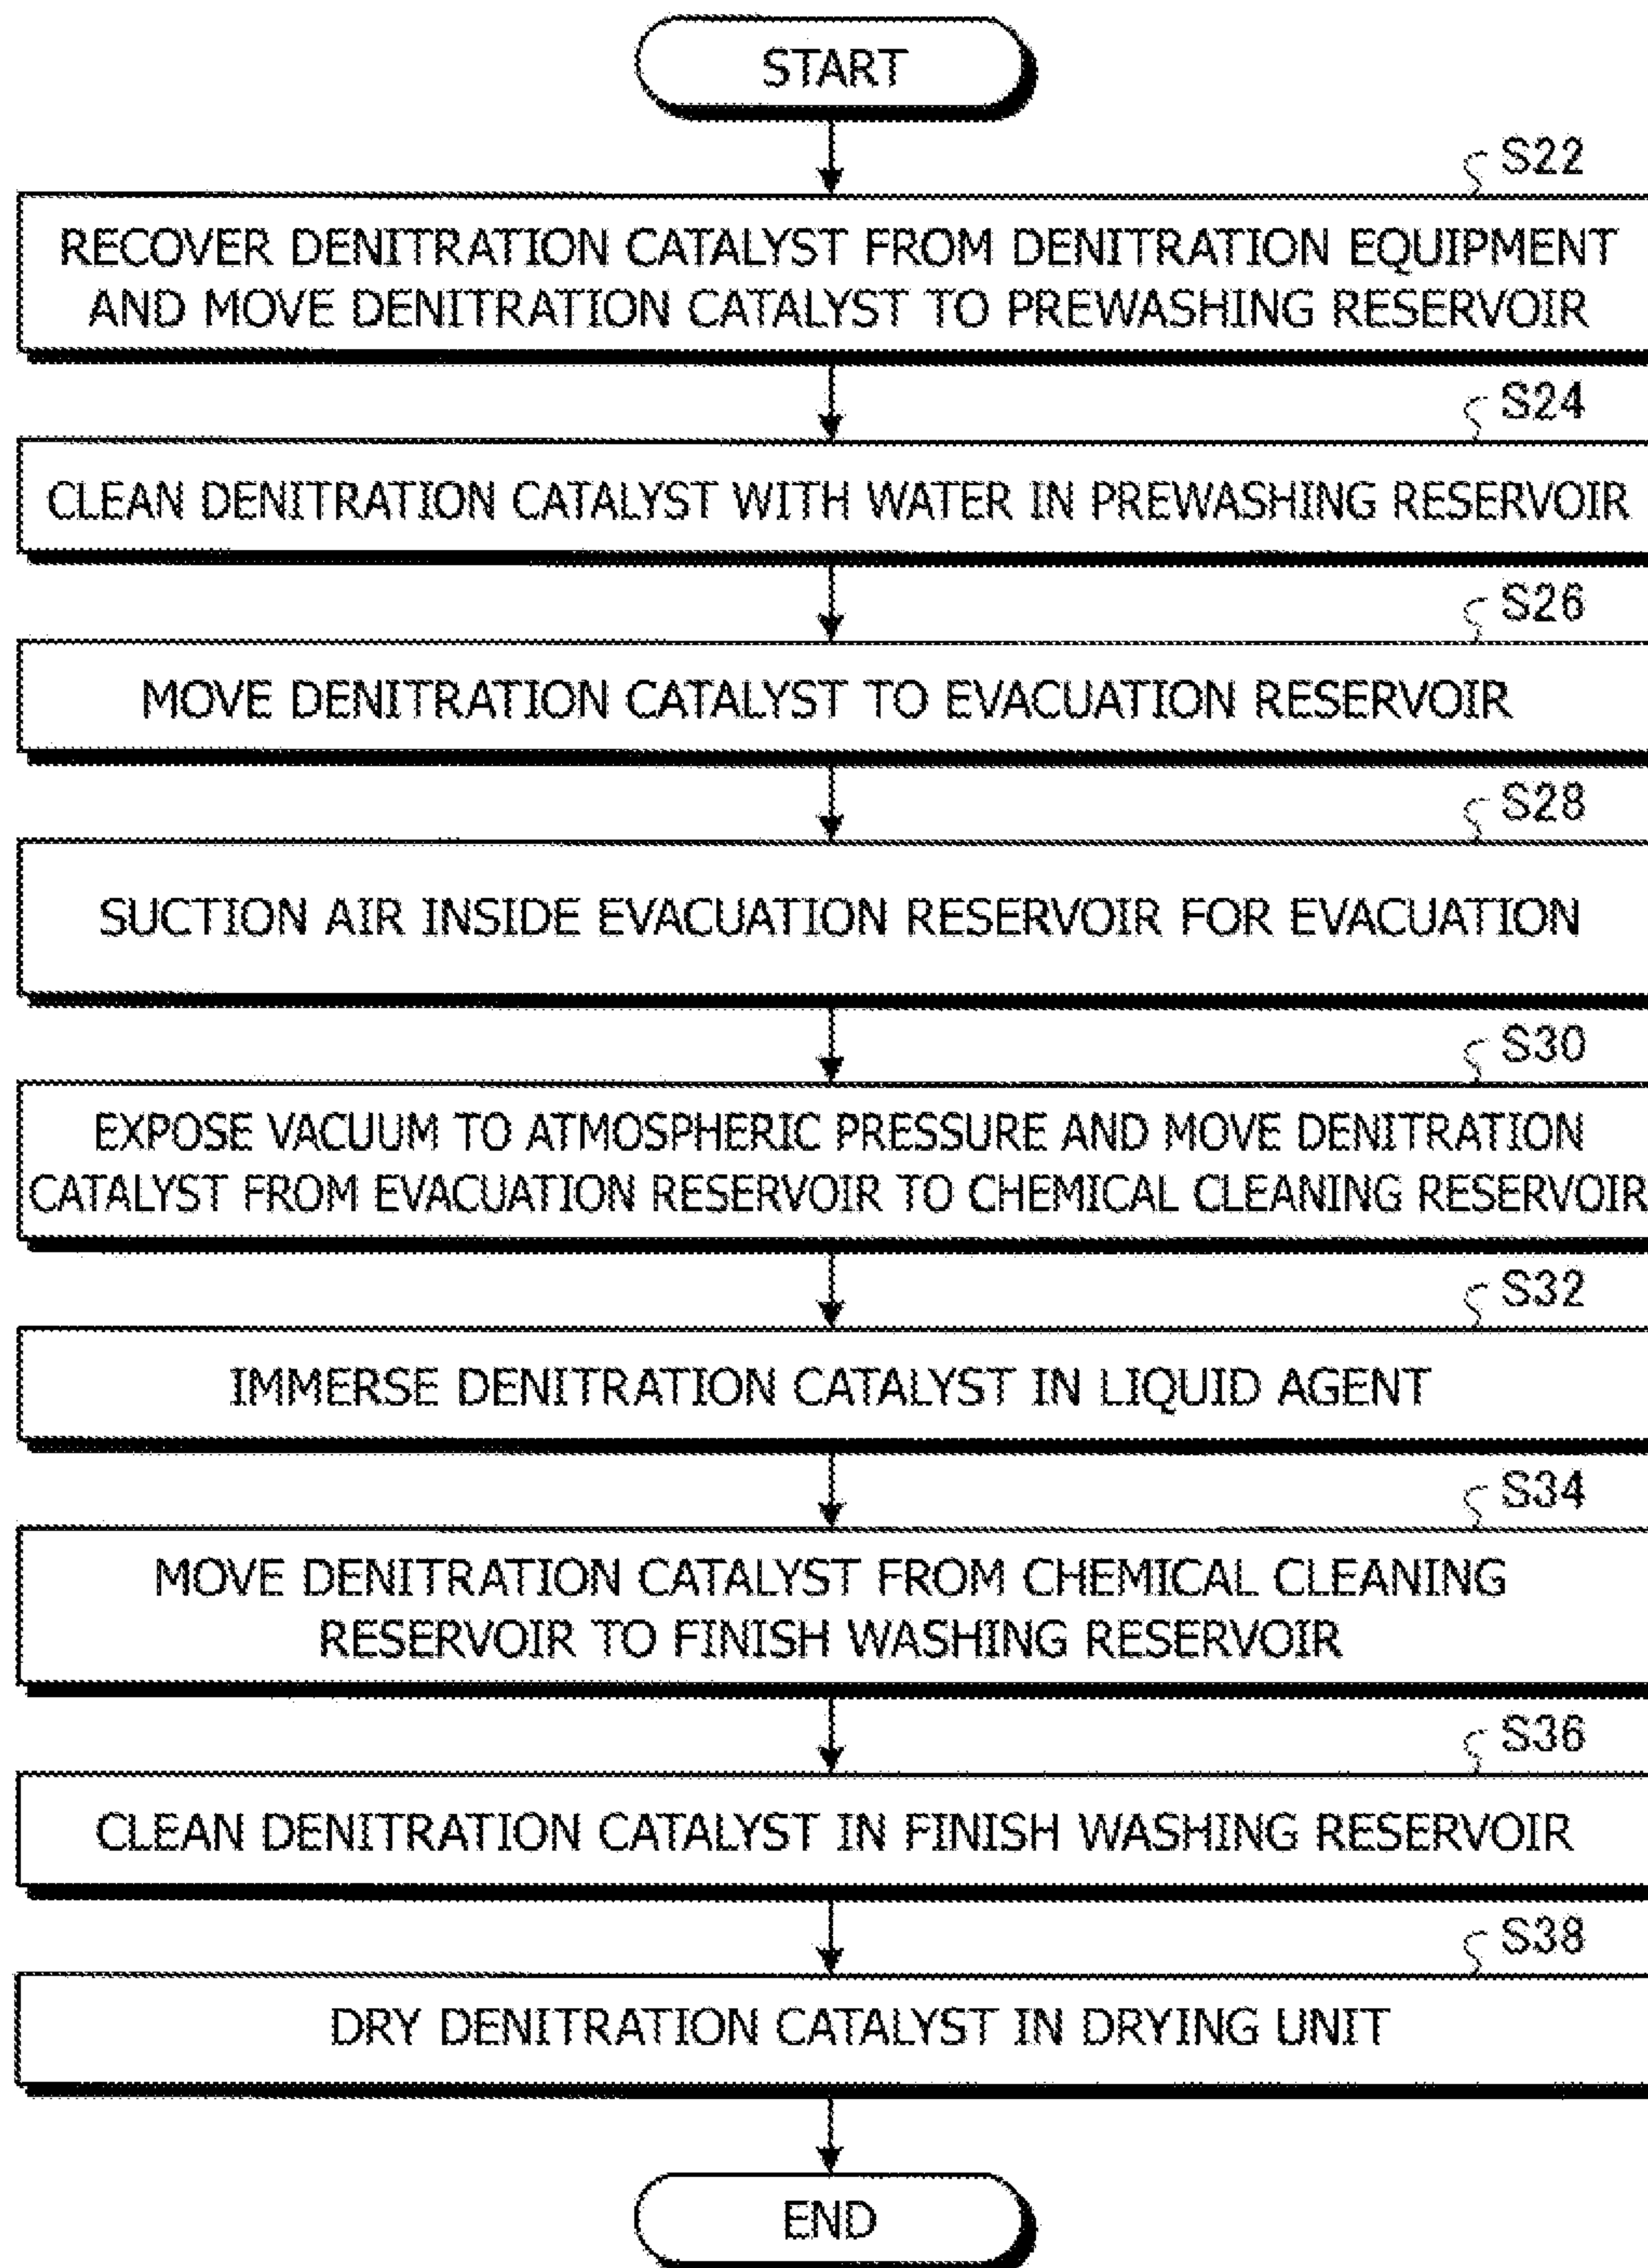 START
S22
RECOVER DENITRATION CATALYST FROM DENITRATION EQUIPMENT
AND MOVE DENITRATION CATALYST TO PREWASHING RESERVOIR
S24
CLEAN DENITRATION CATALYST WITH WATER IN PREWASHING RESERVOIR
S26
MOVE DENITRATION CATALYST TO EVACUATION RESERVOIR
S28
SUCTION AIR INSIDE EVACUATION RESERVOIR FOR EVACUATION
S30
EXPOSE VACUUM TO ATMOSPHERIC PRESSURE AND MOVE DENITRATION
CATALYST FROM EVACUATION RESERVOIR TO CHEMICAL CLEANING RESERVOIR
S32
IMMERSE DENITRATION CATALYST IN LIQUID AGENT
S34
MOVE DENITRATION CATALYST FROM CHEMICAL CLEANING
RESERVOIR TO FINISH WASHING RESERVOIR
S36
CLEAN DENITRATION CATALYST IN FINISH WASHING RESERVOIR
S38
DRY DENITRATION CATALYST IN DRYING UNIT
END